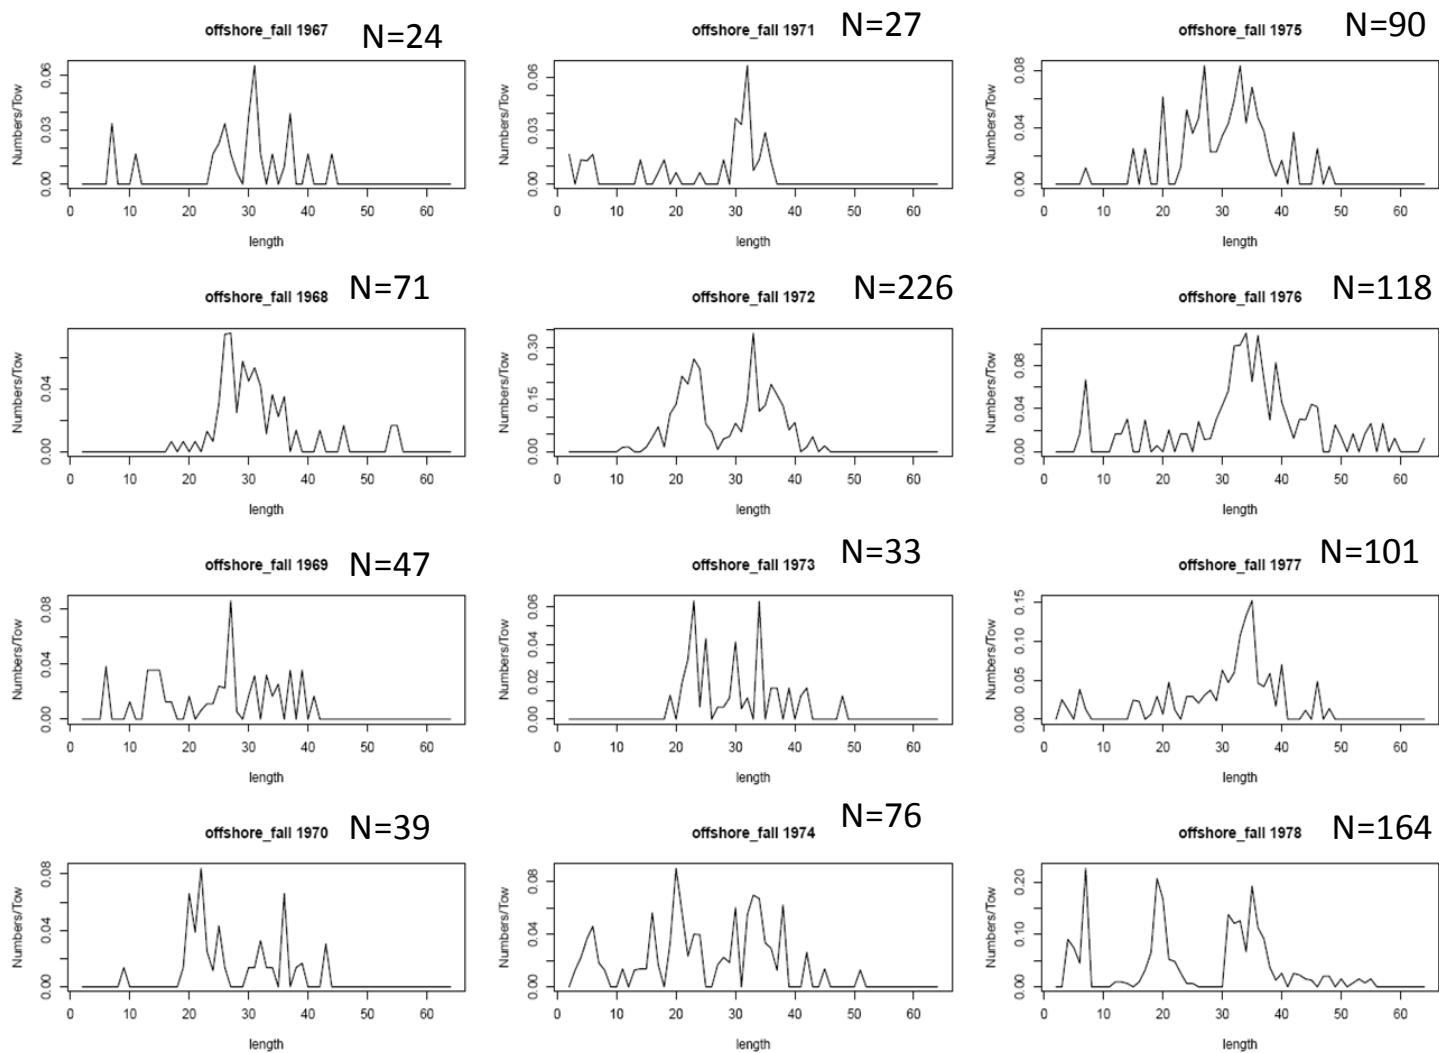 offshore_fall 1967 N=24
Numbers/Tow
0.00 0.03 0.06
0 10 20 30 40 50 60
length
offshore_fall 1971 N=27
Numbers/Tow
0.00 0.03 0.06
0 10 20 30 40 50 60
length
offshore_fall 1975 N=90
Numbers/Tow
0.00 0.04 0.08
0 10 20 30 40 50 60
length
offshore_fall 1968 N=71
Numbers/Tow
0.00 0.04
0 10 20 30 40 50 60
length
offshore_fall 1972 N=226
Numbers/Tow
0.00 0.15 0.30
0 10 20 30 40 50 60
length
offshore_fall 1976 N=118
Numbers/Tow
0.00 0.04 0.08
0 10 20 30 40 50 60
length
offshore_fall 1969 N=47
Numbers/Tow
0.00 0.04 0.08
0 10 20 30 40 50 60
length
offshore_fall 1973 N=33
Numbers/Tow
0.00 0.02 0.04 0.06
0 10 20 30 40 50 60
length
offshore_fall 1977 N=101
Numbers/Tow
0.00 0.05 0.10 0.15
0 10 20 30 40 50 60
length
offshore_fall 1970 N=39
Numbers/Tow
0.00 0.04 0.08
0 10 20 30 40 50 60
length
offshore_fall 1974 N=76
Numbers/Tow
0.00 0.04 0.08
0 10 20 30 40 50 60
length
offshore_fall 1978 N=164
Numbers/Tow
0.00 0.10 0.20
0 10 20 30 40 50 60
length